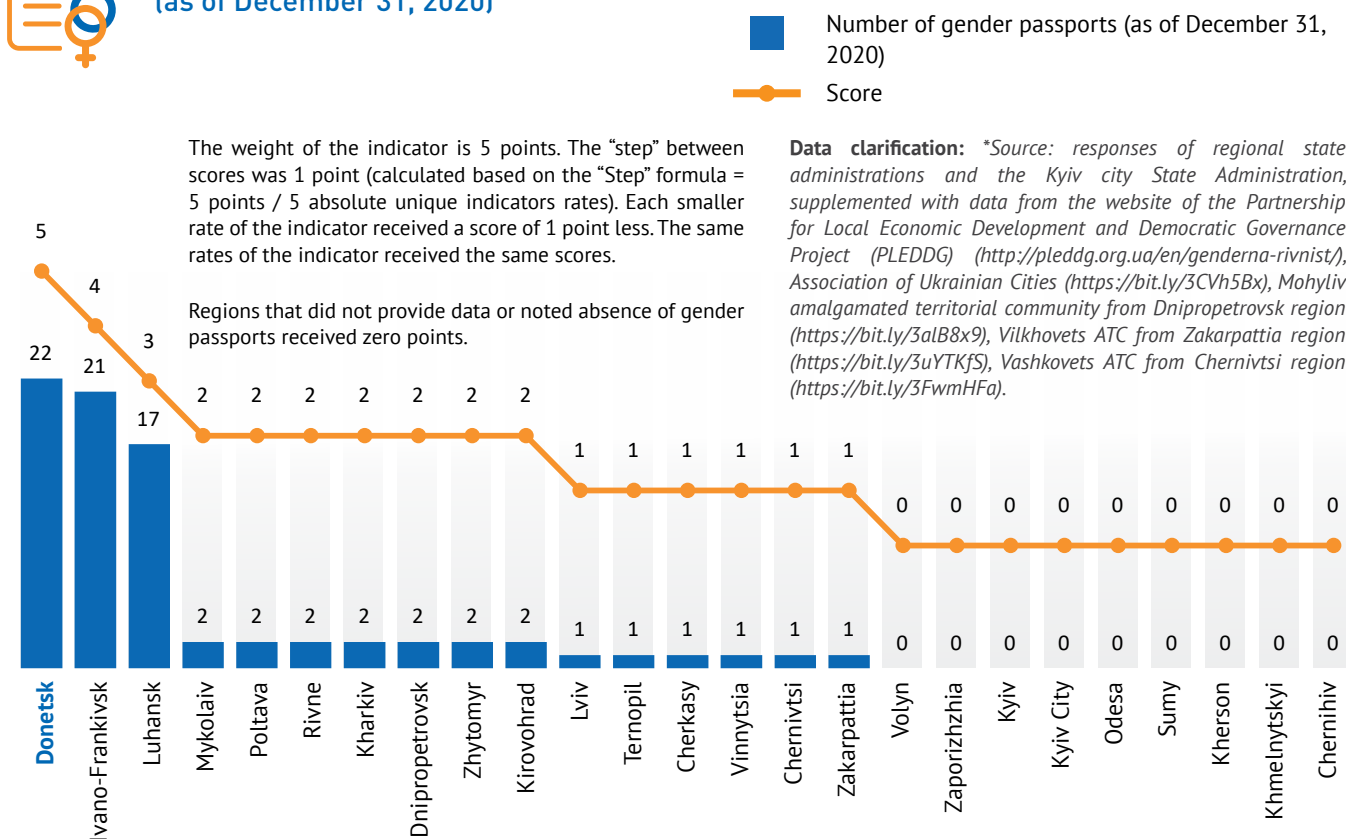 (as of December 31, 2020)
Number of gender passports (as of December 31,
2020)
Score
The weight of the indicator is 5 points. The “step” between
scores was 1 point (calculated based on the “Step” formula =
5 points / 5 absolute unique indicators rates). Each smaller
rate of the indicator received a score of 1 point less. The same
rates of the indicator received the same scores.
Regions that did not provide data or noted absence of gender
passports received zero points.
Data clarification: *Source: responses of regional state
administrations and the Kyiv city State Administration,
supplemented with data from the website of the Partnership
for Local Economic Development and Democratic Governance
Project (PLEDDG) (http://pleddg.org.ua/en/genderna-rivnist/),
Association of Ukrainian Cities (https://bit.ly/3CVh5Bx), Mohyliv
amalgamated territorial community from Dnipropetrovsk region
(https://bit.ly/3alB8x9), Vilkhovets ATC from Zakarpattia region
(https://bit.ly/3uYTKfS), Vashkovets ATC from Chernivtsi region
(https://bit.ly/3FwmHFa).
5
4
3
2 2 2 2 2 2 2
1 1 1 1 1 1
0 0 0 0 0 0 0 0 0
22
21
17
2 2 2 2 2 2 2
1 1 1 1 1 1
0 0 0 0 0 0 0 0 0
Donetsk
Ivano-Frankivsk
Luhansk
Mykolaiv
Poltava
Rivne
Kharkiv
Dnipropetrovsk
Zhytomyr
Kirovohrad
Lviv
Ternopil
Cherkasy
Vinnytsia
Chernivtsi
Zakarpattia
Volyn
Zaporizhzhia
Kyiv
Kyiv City
Odesa
Sumy
Kherson
Khmelnytskyi
Chernihiv